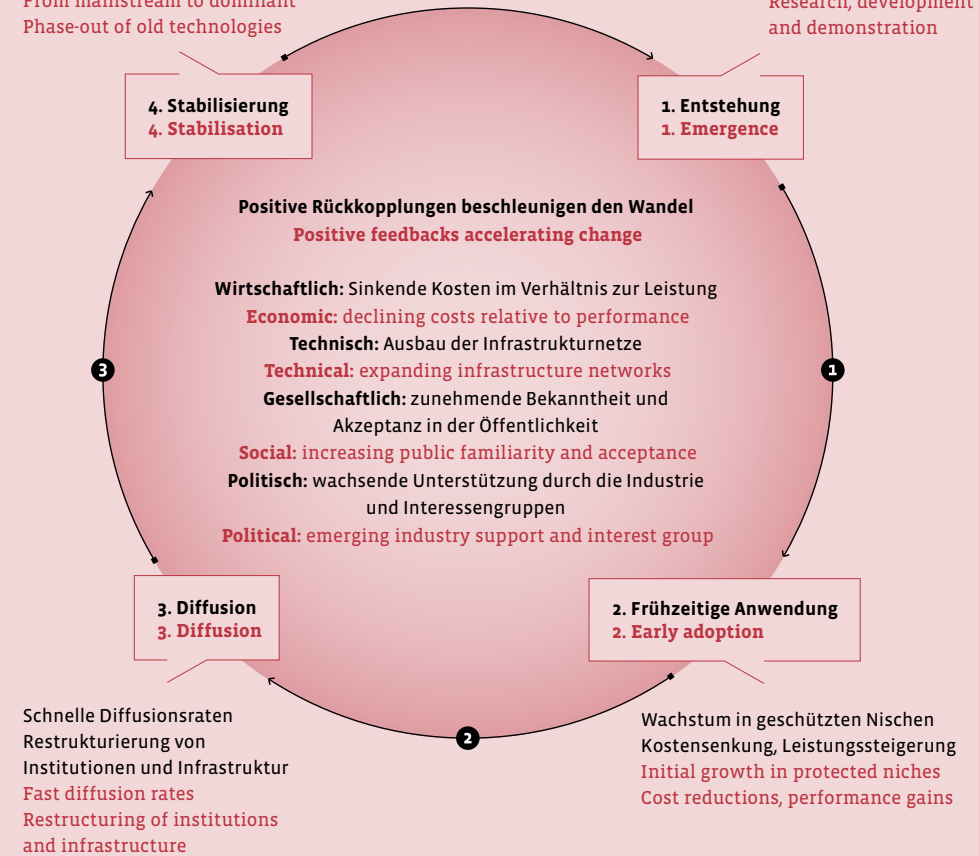 From mainstream to dominant
Phase-out of old technologies
Research, development
and demonstration
4. Stabilisierung
4. Stabilisation
1. Entstehung
1. Emergence
Positive Rückkopplungen beschleunigen den Wandel
Positive feedbacks accelerating change
Wirtschaftlich: Sinkende Kosten im Verhältnis zur Leistung
Economic: declining costs relative to performance
Technisch: Ausbau der Infrastrukturnetze
Technical: expanding infrastructure networks
Gesellschaftlich: zunehmende Bekanntheit und
Akzeptanz in der Öffentlichkeit
Social: increasing public familiarity and acceptance
Politisch: wachsende Unterstützung durch die Industrie
und Interessengruppen
Political: emerging industry support and interest group
3
1
3. Diffusion
3. Diffusion
2. Frühzeitige Anwendung
2. Early adoption
2
Schnelle Diffusionsraten
Restrukturierung von
Institutionen und Infrastruktur
Fast diffusion rates
Restructuring of institutions
and infrastructure
Wachstum in geschützten Nischen
Kostensenkung, Leistungssteigerung
Initial growth in protected niches
Cost reductions, performance gains